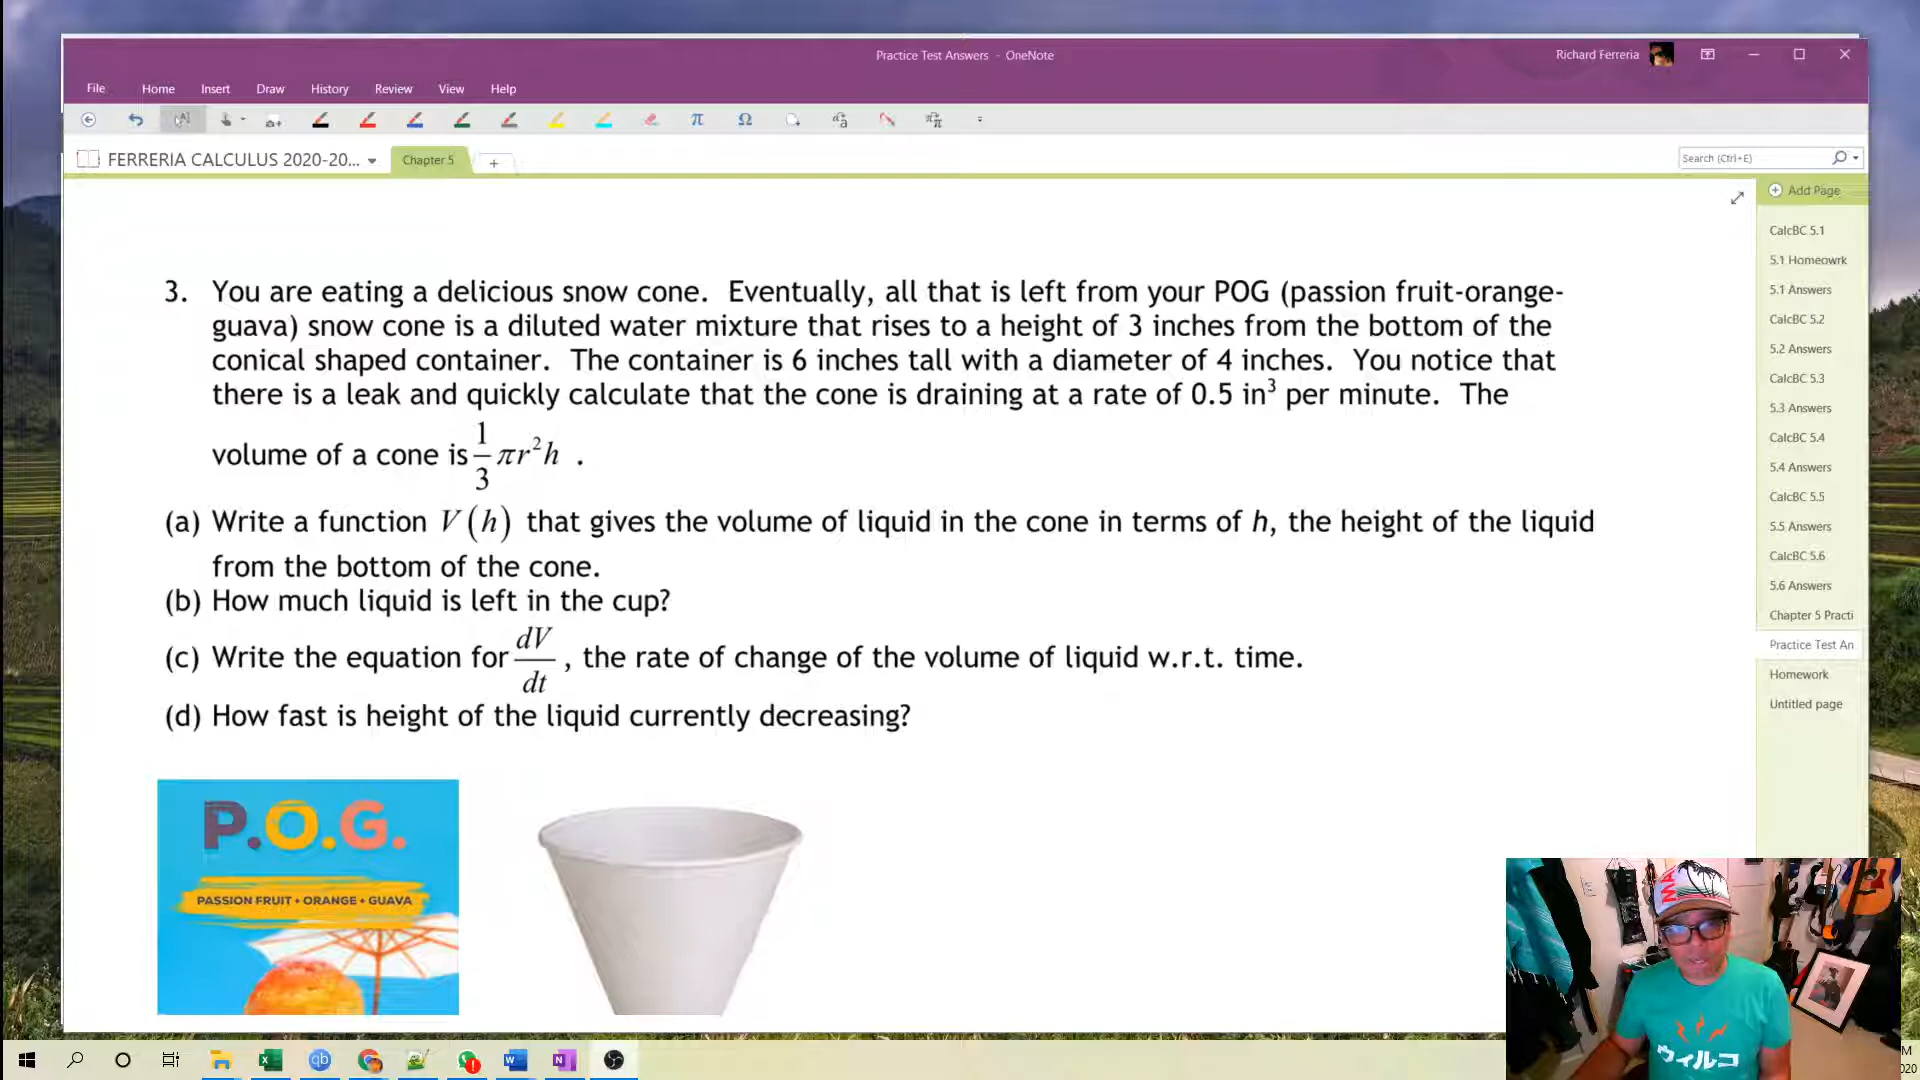 Practice Test Answers - OneNote
Richard Ferreria
File Home Insert Draw History Review View Help
FERRERIA CALCULUS 2020-20...
Chapter 5
Search (Ctrl+E)
Add Page
CalcBC 5.1
5.1 Homeowrk
5.1 Answers
CalcBC 5.2
5.2 Answers
CalcBC 5.3
5.3 Answers
CalcBC 5.4
5.4 Answers
CalcBC 5.5
5.5 Answers
CalcBC 5.6
5.6 Answers
Chapter 5 Practi
Practice Test An
Homework
Untitled page
3. You are eating a delicious snow cone. Eventually, all that is left from your POG (passion fruit-orange-
guava) snow cone is a diluted water mixture that rises to a height of 3 inches from the bottom of the
conical shaped container. The container is 6 inches tall with a diameter of 4 inches. You notice that
there is a leak and quickly calculate that the cone is draining at a rate of 0.5 in³ per minute. The
volume of a cone is 1/3 πr²h .
(a) Write a function V(h) that gives the volume of liquid in the cone in terms of h, the height of the liquid
from the bottom of the cone.
(b) How much liquid is left in the cup?
(c) Write the equation for dV/dt , the rate of change of the volume of liquid w.r.t. time.
(d) How fast is height of the liquid currently decreasing?
P.O.G.
PASSION FRUIT • ORANGE • GUAVA
MA
ウィルコ